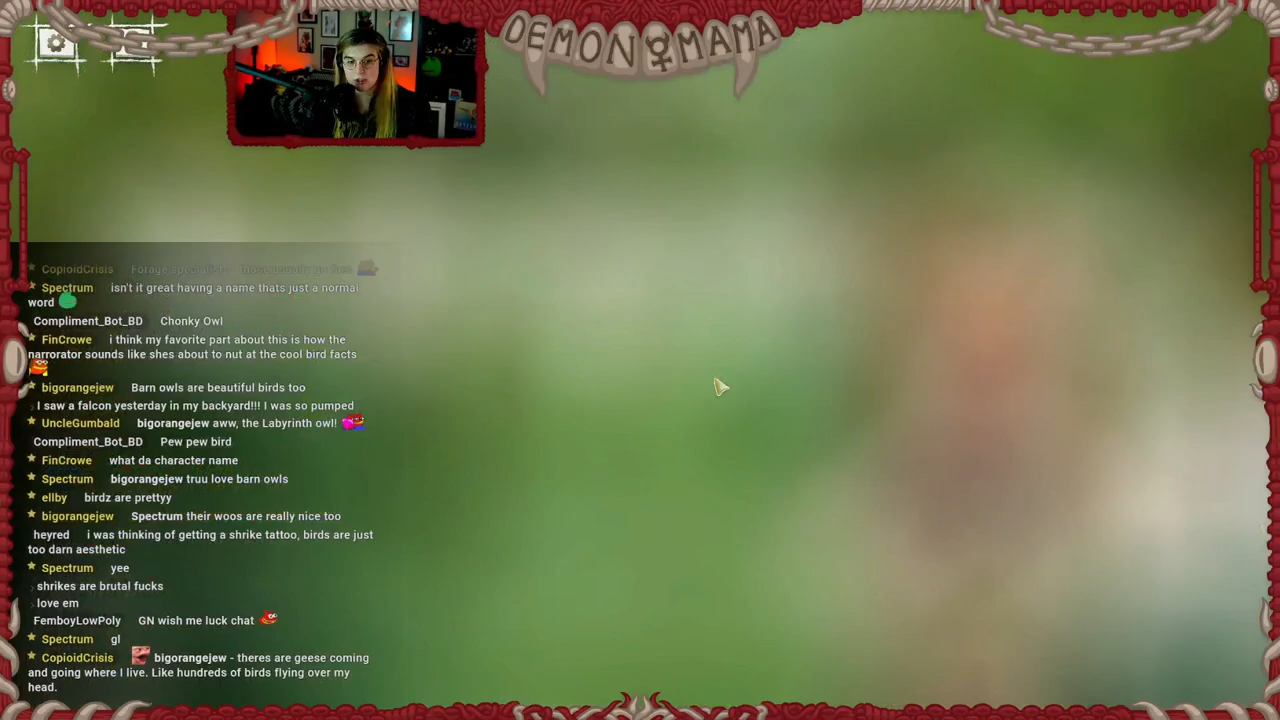 DEMON MAMA
CopioidCrisis Forage specialists
Spectrum isn't it great having a name thats just a normal
word
Compliment_Bot_BD Chonky Owl
FinCrowe i think my favorite part about this is how the
narrorator sounds like shes about to nut at the cool bird facts
bigorangejew Barn owls are beautiful birds too
I saw a falcon yesterday in my backyard!!! I was so pumped
UncleGumbald bigorangejew aww, the Labyrinth owl!
Compliment_Bot_BD Pew pew bird
FinCrowe what da character name
Spectrum bigorangejew truu love barn owls
ellby birdz are prettyy
bigorangejew Spectrum their woos are really nice too
heyred i was thinking of getting a shrike tattoo, birds are just
too darn aesthetic
Spectrum yee
shrikes are brutal fucks
love em
FemboyLowPoly GN wish me luck chat
Spectrum gl
CopioidCrisis bigorangejew - theres are geese coming
and going where I live. Like hundreds of birds flying over my
head.